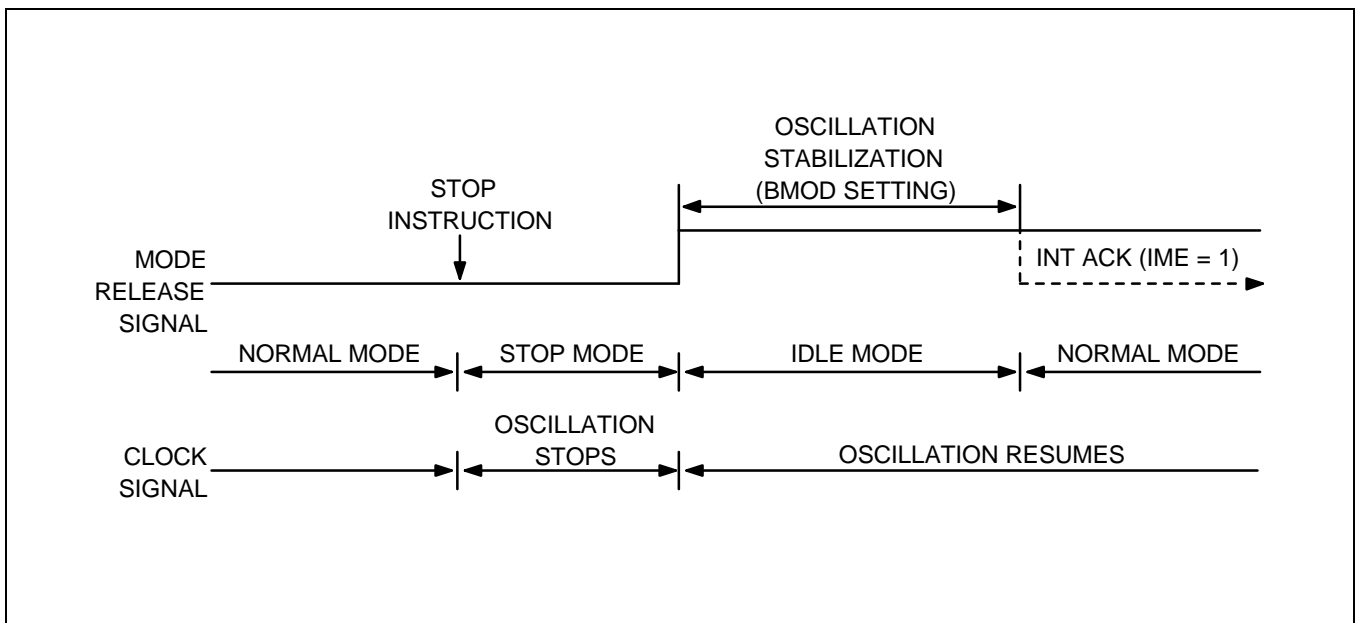 OSCILLATION
STABILIZATION
(BMOD SETTING)
STOP
INSTRUCTION
INT ACK (IME = 1)
MODE
RELEASE
SIGNAL
NORMAL MODE
STOP MODE
IDLE MODE
NORMAL MODE
OSCILLATION
STOPS
OSCILLATION RESUMES
CLOCK
SIGNAL